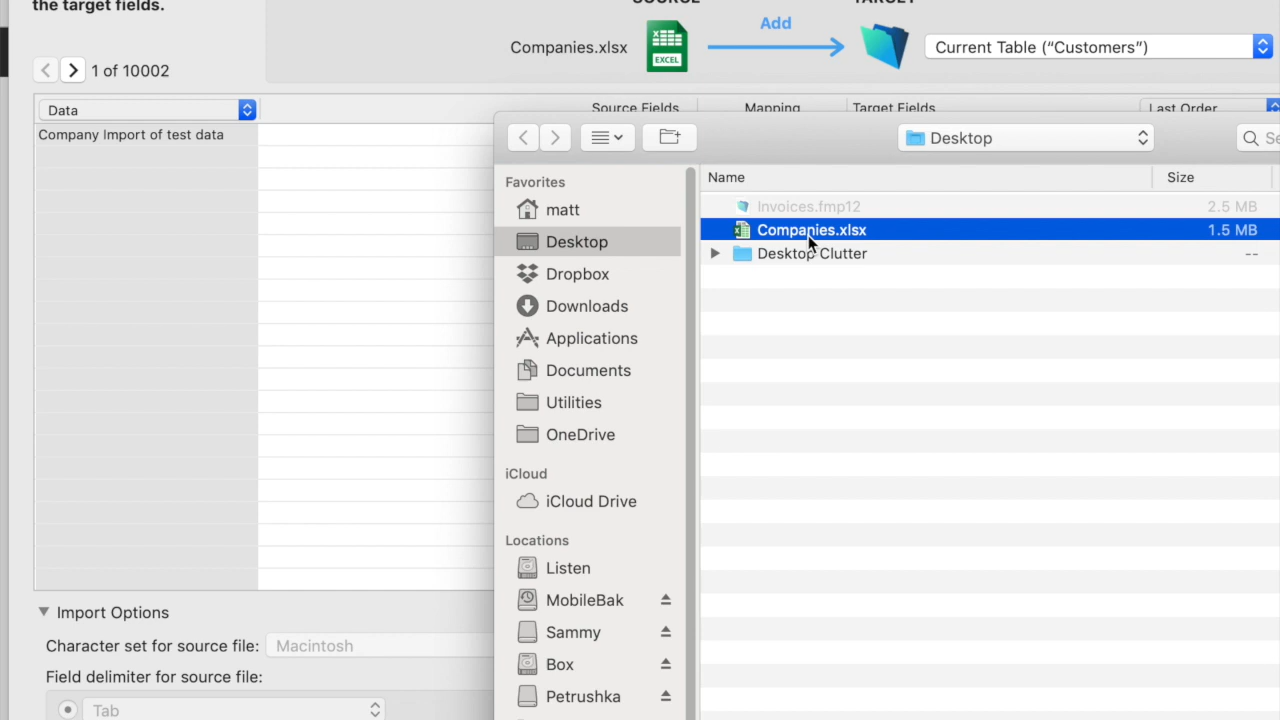 the target fields.
SOURCE
TARGET
Companies.xlsx
EXCEL
Add
Current Table (“Customers”)
1 of 10002
Data
Source Fields
Mapping
Target Fields
Last Order
Company Import of test data
Desktop
Se
Favorites
matt
Desktop
Dropbox
Downloads
Applications
Documents
Utilities
OneDrive
iCloud
iCloud Drive
Locations
Listen
MobileBak
Sammy
Box
Petrushka
Name
Size
Invoices.fmp12
2.5 MB
Companies.xlsx
1.5 MB
Desktop Clutter
--
Import Options
Character set for source file:
Macintosh
Field delimiter for source file:
Tab